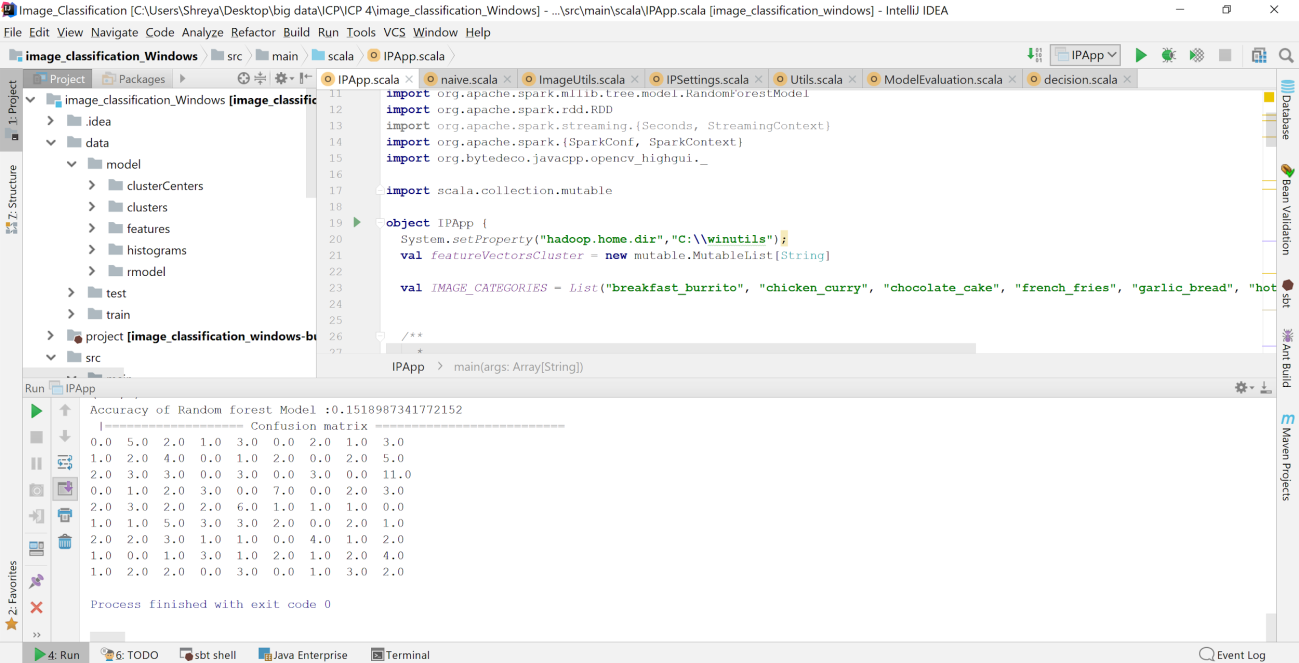 Image_Classification [C:\Users\Shreya\Desktop\big data\ICP\ICP 4\image_classification_Windows] - ...\src\main\scala\IPApp.scala [image_classification_windows] - IntelliJ IDEA
File Edit View Navigate Code Analyze Refactor Build Run Tools VCS Window Help
image_classification_Windows src main scala IPApp.scala IPApp
Project Packages IPApp.scala naive.scala ImageUtils.scala IPSettings.scala Utils.scala ModelEvaluation.scala decision.scala
1: Project
7: Structure
2: Favorites
image_classification_Windows [image_classific
.idea
data
model
clusterCenters
clusters
features
histograms
rmodel
test
train
project [image_classification_windows-bu
src
11 import org.apache.spark.mllib.tree.model.RandomForestModel
12 import org.apache.spark.rdd.RDD
13 import org.apache.spark.streaming.{Seconds, StreamingContext}
14 import org.apache.spark.{SparkConf, SparkContext}
15 import org.bytedeco.javacpp.opencv_highgui._
16
17 import scala.collection.mutable
18
19 object IPApp {
20 System.setProperty("hadoop.home.dir","C:\\winutils");
21 val featureVectorsCluster = new mutable.MutableList[String]
22
23 val IMAGE_CATEGORIES = List("breakfast_burrito", "chicken_curry", "chocolate_cake", "french_fries", "garlic_bread", "hot
24
25
26 /**
27 *
IPApp main(args: Array[String])
Database
Bean Validation
sbt
Ant Build
Maven Projects
Run IPApp
Accuracy of Random forest Model :0.1518987341772152
|=================== Confusion matrix ==========================
0.0 5.0 2.0 1.0 3.0 0.0 2.0 1.0 3.0
1.0 2.0 4.0 0.0 1.0 2.0 0.0 2.0 5.0
2.0 3.0 3.0 0.0 3.0 0.0 3.0 0.0 11.0
0.0 1.0 2.0 3.0 0.0 7.0 0.0 2.0 3.0
2.0 3.0 2.0 2.0 6.0 1.0 1.0 1.0 0.0
1.0 1.0 5.0 3.0 3.0 2.0 0.0 2.0 1.0
2.0 2.0 3.0 1.0 1.0 0.0 4.0 1.0 2.0
1.0 0.0 1.0 3.0 1.0 2.0 1.0 2.0 4.0
1.0 2.0 2.0 0.0 3.0 0.0 1.0 3.0 2.0
Process finished with exit code 0
4: Run 6: TODO sbt shell Java Enterprise Terminal Event Log